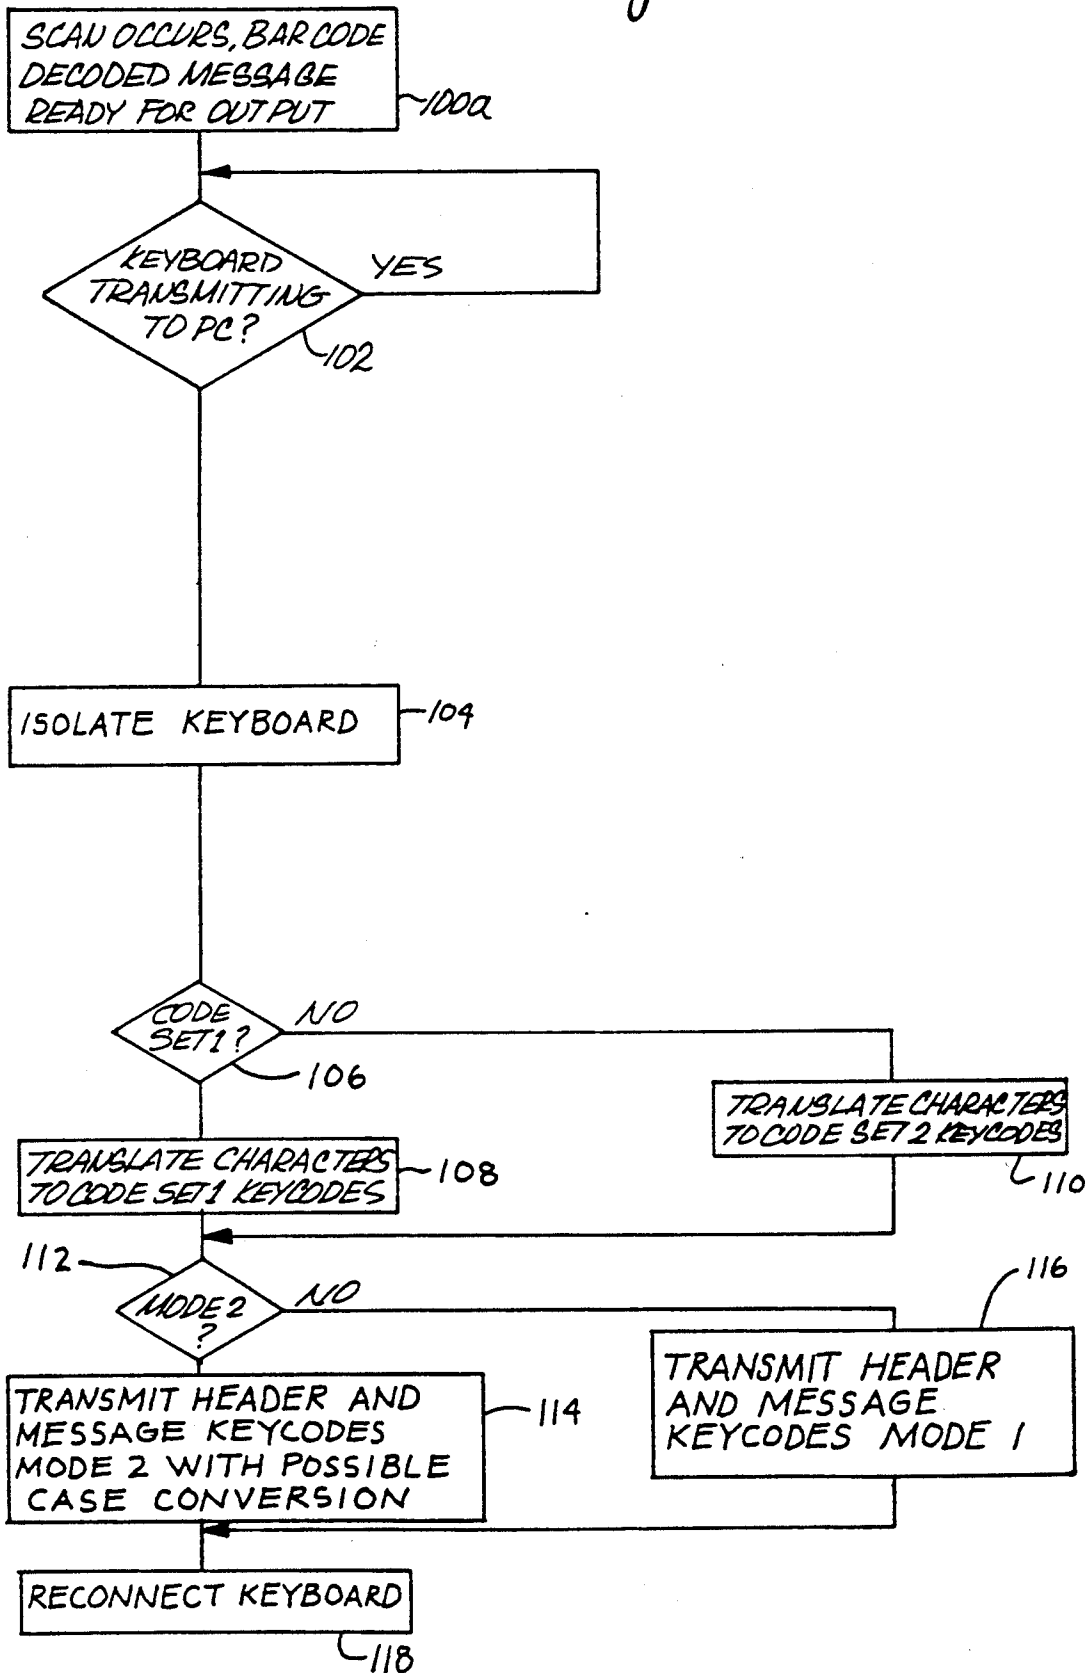 SCAN OCCURS, BAR CODE
DECODED MESSAGE
READY FOR OUTPUT
100a
KEYBOARD
TRANSMITTING
TO PC?
YES
102
ISOLATE KEYBOARD
104
CODE
SET 1?
NO
106
TRANSLATE CHARACTERS
TO CODE SET 2 KEYCODES
110
TRANSLATE CHARACTERS
TO CODE SET 1 KEYCODES
108
112
MODE 2
?
NO
116
TRANSMIT HEADER
AND MESSAGE
KEYCODES MODE 1
TRANSMIT HEADER AND
MESSAGE KEYCODES
MODE 2 WITH POSSIBLE
CASE CONVERSION
114
RECONNECT KEYBOARD
118